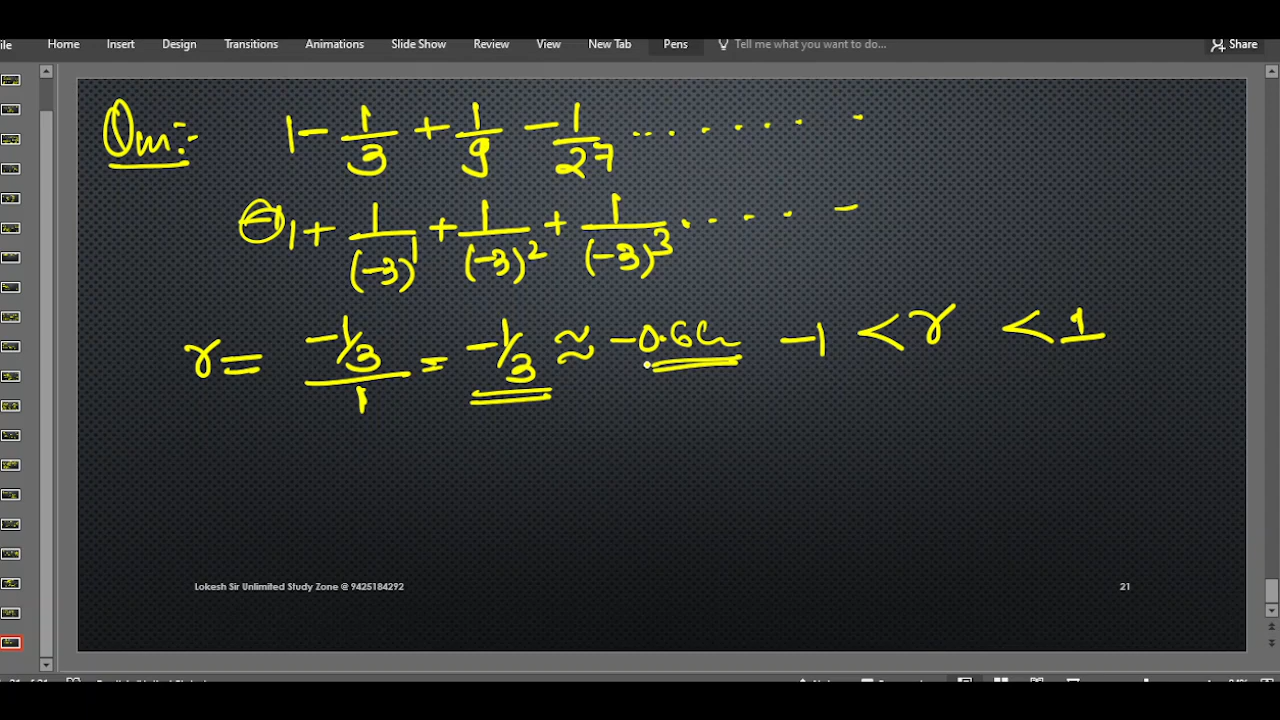 Home Insert Design Transitions Animations Slide Show Review View New Tab Pens Tell me what you want to do... Share
Qm:- 1 - 1/3 + 1/9 - 1/27 ........
1 + 1/(-3)^1 + 1/(-3)^2 + 1/(-3)^3 ..... -
r = (-1/3)/1 = -1/3 ≈ -0.6 -1 < r < 1
Lokesh Sir Unlimited Study Zone @ 9425184292
21